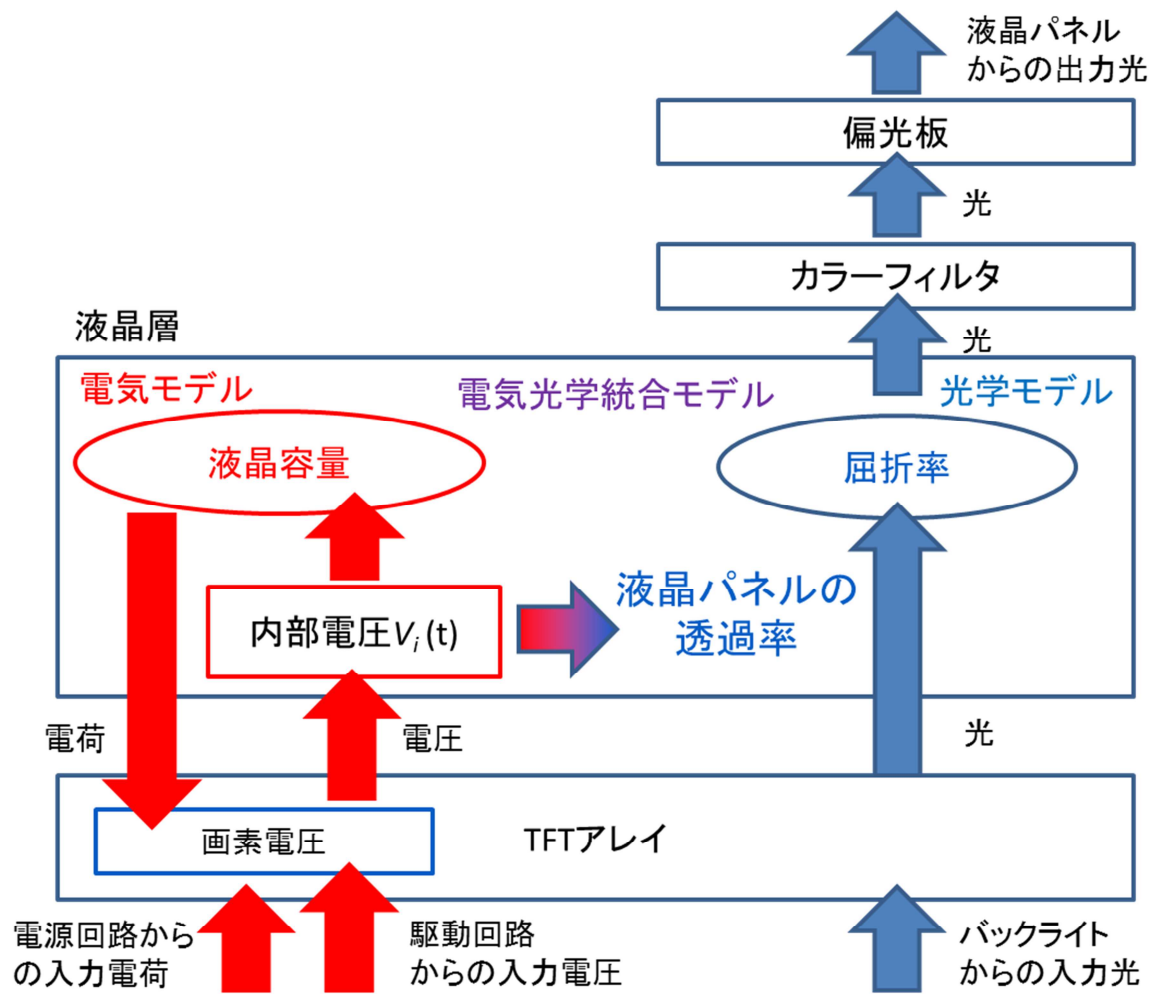 液晶パネル
からの出力光
偏光板
光
カラーフィルタ
液晶層
光
電気モデル
電気光学統合モデル
光学モデル
液晶容量
屈折率
内部電圧Vi (t)
液晶パネルの
透過率
電荷
電圧
光
画素電圧
TFTアレイ
電源回路から
の入力電荷
駆動回路
からの入力電圧
バックライト
からの入力光